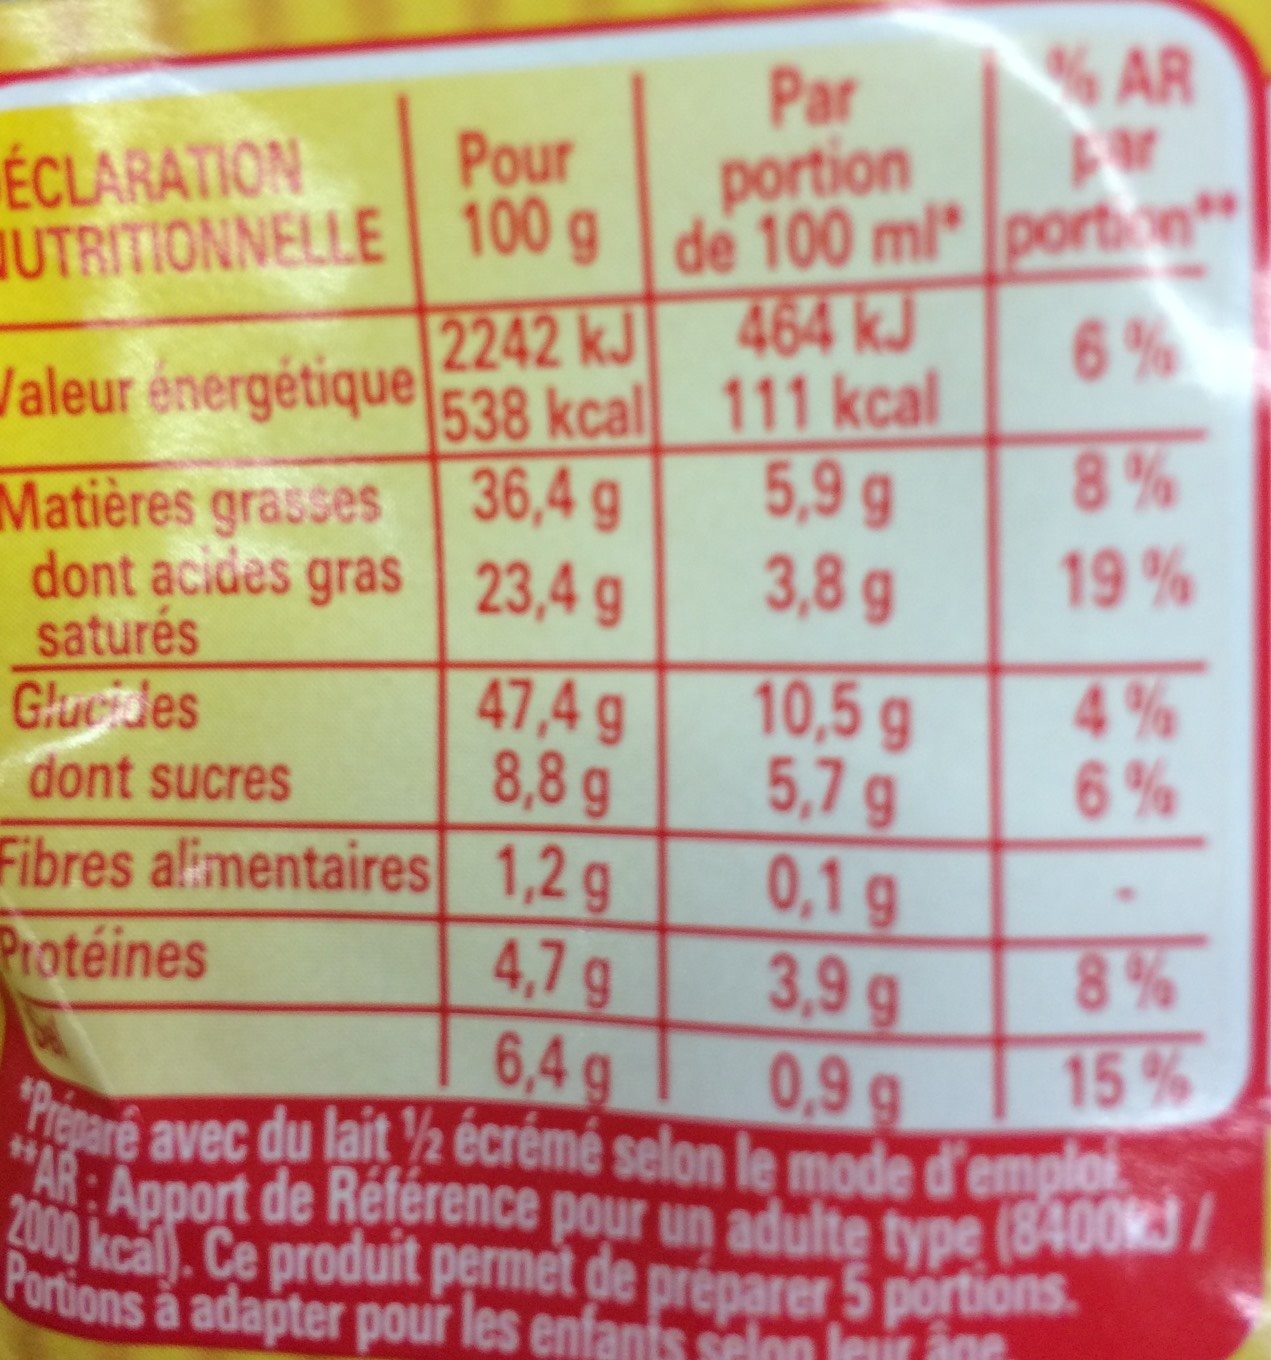 DÉCLARATION NUTRITIONNELLE | Pour 100 g | Par portion de 100 ml* | % AR par portion**
Valeur énergétique | 2242 kJ 538 kcal | 464 kJ 111 kcal | 6 %
Matières grasses | 36,4 g | 5,9 g | 8 %
dont acides gras saturés | 23,4 g | 3,8 g | 19 %
Glucides | 47,4 g | 10,5 g | 4 %
dont sucres | 8,8 g | 5,7 g | 6 %
Fibres alimentaires | 1,2 g | 0,1 g | -
Protéines | 4,7 g | 3,9 g | 8 %
Sel | 6,4 g | 0,9 g | 15 %
*Préparé avec du lait ½ écrémé selon le mode d'emploi.
**AR : Apport de Référence pour un adulte type (8400kJ /
2000 kcal). Ce produit permet de préparer 5 portions.
Portions à adapter pour les enfants selon leur âge